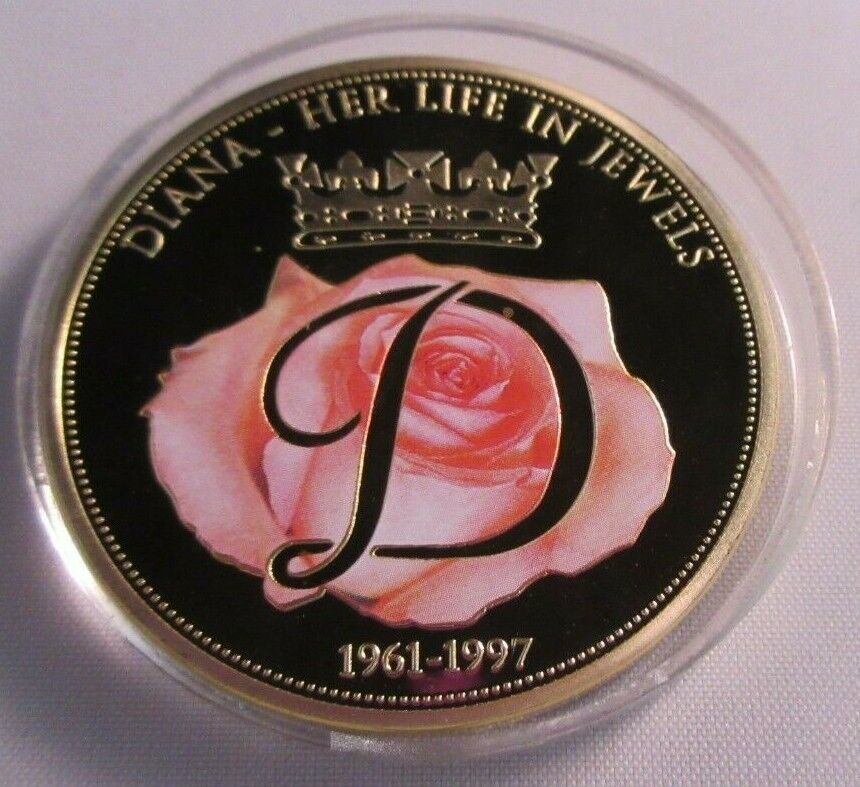 DIANA - HER LIFE IN JEWELS
D
1961-1997